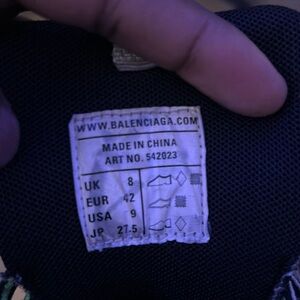 WWW.BALENCIAGA.COM
MADE IN CHINA
ART NO. 542023
UK 8
EUR 42
USA 9
JP 27.5